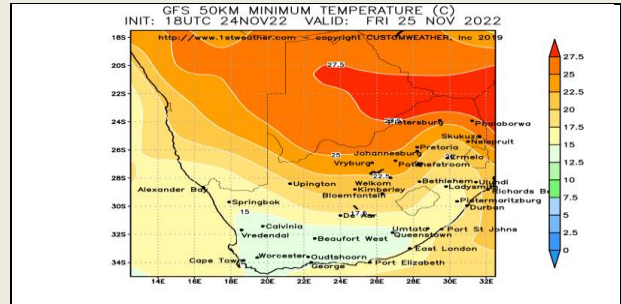 GFS 50KM MINIMUM TEMPERATURE (C)
INIT: 18UTC 24NOV22 VALID: FRI 25 NOV 2022
http://www.1stweather.com copyright CUSTOMWEATHER, Inc 2019
18S
27.5
27.5
20S
25
22.5
22S
20
Pietersburg
Phalaborwa
17.5
24S
Skukuza
15
Nelspruit
Pretoria
12.5
Johannesburg
26S
25
Ermelo
10
Vryburg
Potchefstroom
7.5
22.5
Welkom
Bethlehem
Ulundi
5
28S
Upington
Kimberley
Ladysmith
Alexander Bay
Richards B
2.5
Bloemfontein
Pietermaritzburg
0
30S
Springbok
Durban
15
De Aar
17.5
Calvinia
Umtata
Port St Johns
32S
Vredendal
Queenstown
Beaufort West
East London
Worcester
Oudtshoorn
34S
Cape Town
George
Port Elizabeth
14E
16E
18E
20E
22E
24E
26E
28E
30E
32E